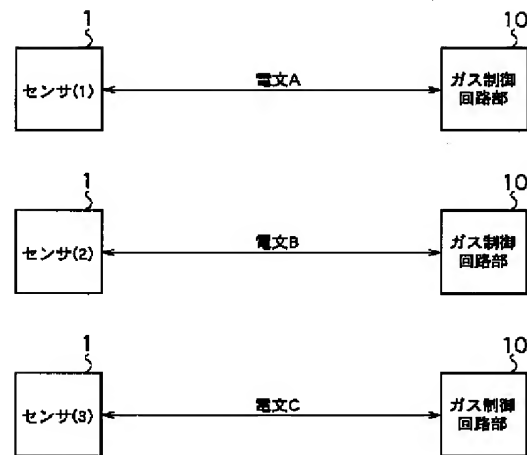 1
10
センサ(1)
電文A
ガス制御
回路部
1
10
センサ(2)
電文B
ガス制御
回路部
1
10
センサ(3)
電文C
ガス制御
回路部